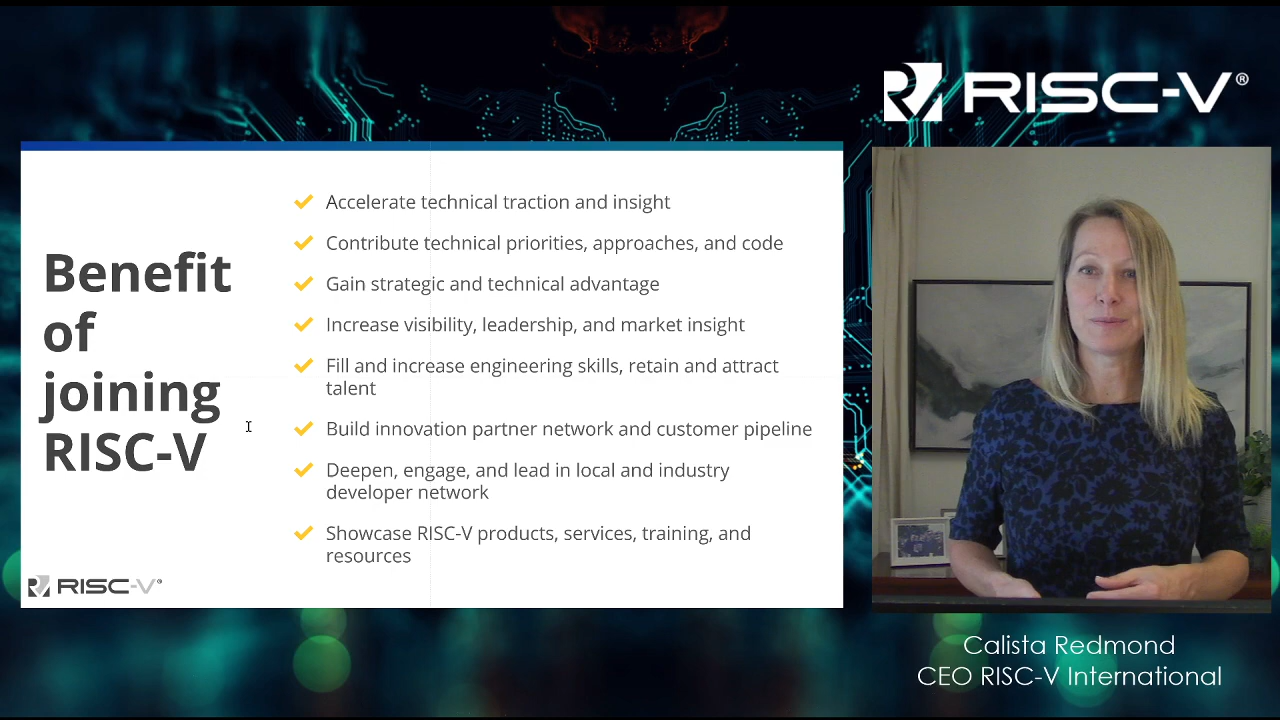 RISC-V®
Benefit
of
joining
RISC-V
Accelerate technical traction and insight
Contribute technical priorities, approaches, and code
Gain strategic and technical advantage
Increase visibility, leadership, and market insight
Fill and increase engineering skills, retain and attract
talent
Build innovation partner network and customer pipeline
Deepen, engage, and lead in local and industry
developer network
Showcase RISC-V products, services, training, and
resources
RISC-V®
Calista Redmond
CEO RISC-V International